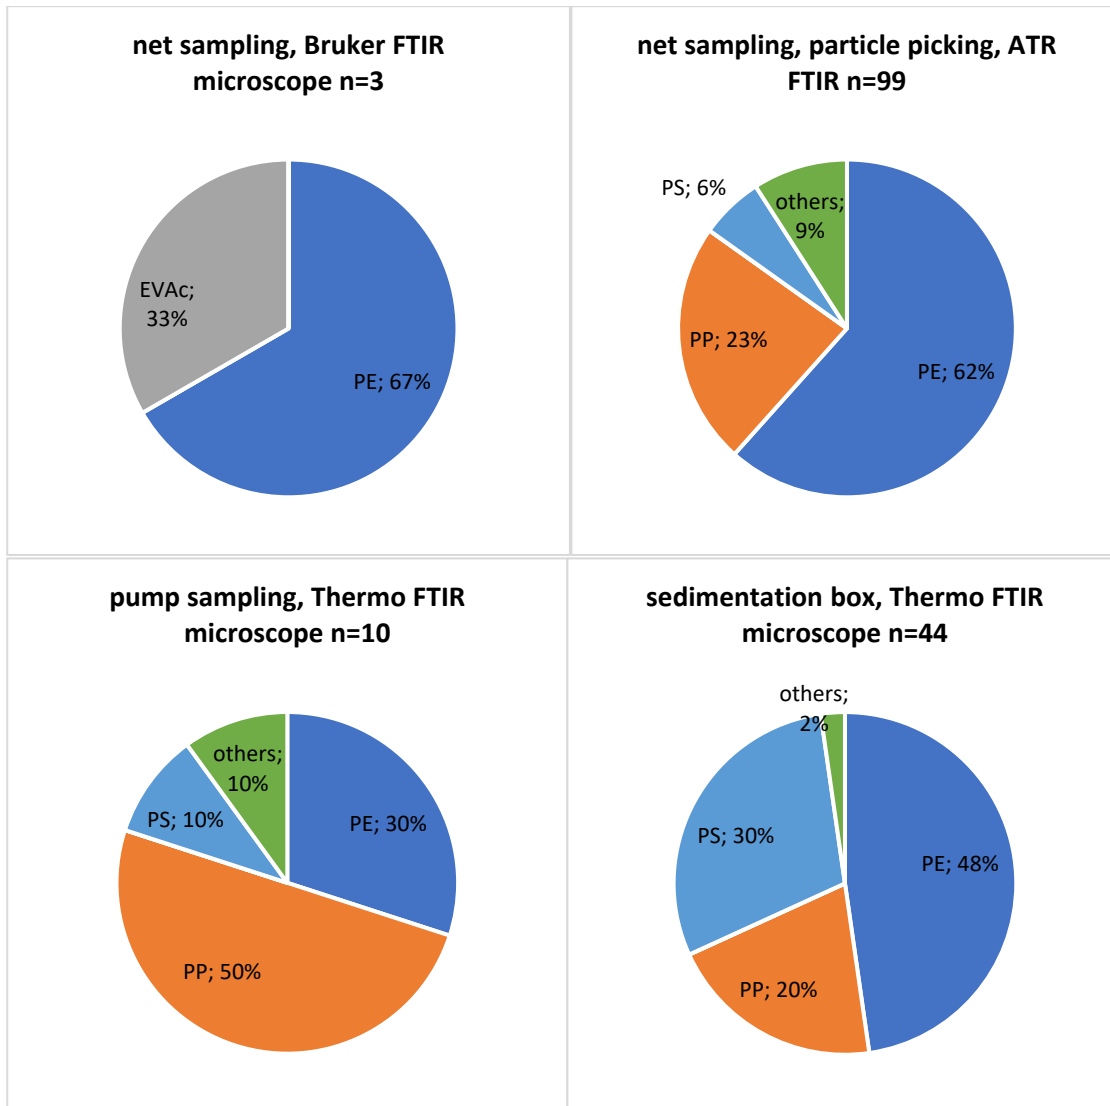 net sampling, Bruker FTIR
microscope n=3
EVAc;
33%
PE; 67%
net sampling, particle picking, ATR
FTIR n=99
PS; 6%
others;
9%
PP; 23%
PE; 62%
pump sampling, Thermo FTIR
microscope n=10
others;
10%
PS; 10%
PE; 30%
PP; 50%
sedimentation box, Thermo FTIR
microscope n=44
others;
2%
PS; 30%
PE; 48%
PP; 20%